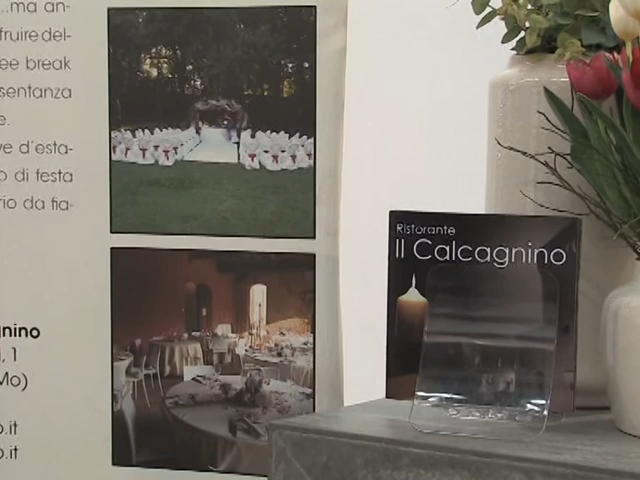 ...ma an-
fruire del-
ee break
sentanza
e.
ve d'esta-
o di festa
rio da fia-
nino
, 1
Mo)
o.it
o.it
Ristorante
Il Calcagnino